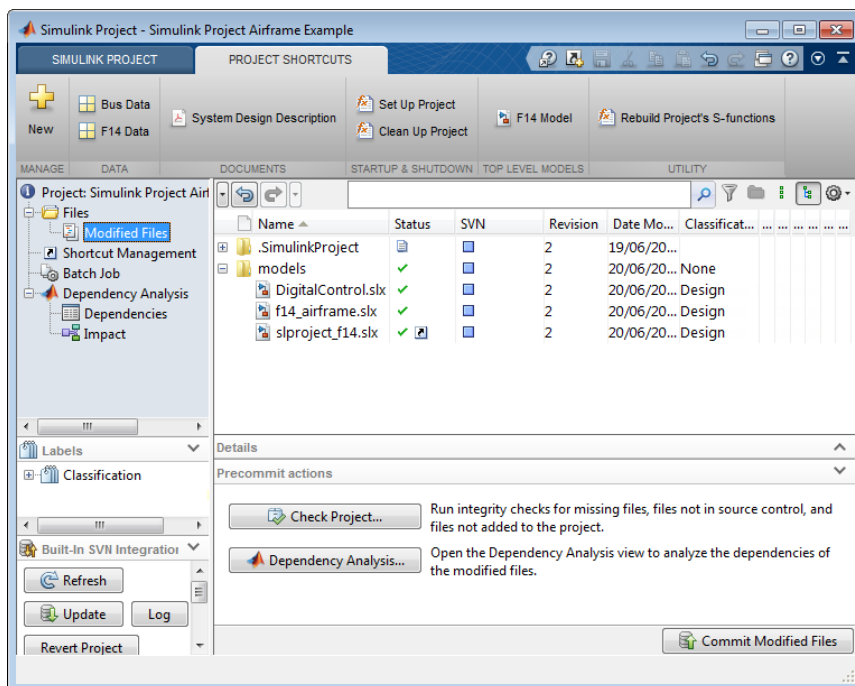 Simulink Project - Simulink Project Airframe Example
SIMULINK PROJECT
PROJECT SHORTCUTS
New
Bus Data
F14 Data
System Design Description
Set Up Project
Clean Up Project
F14 Model
Rebuild Project's S-functions
MANAGE
DATA
DOCUMENTS
STARTUP & SHUTDOWN
TOP LEVEL MODELS
UTILITY
Project: Simulink Project Airf
Files
Modified Files
Shortcut Management
Batch Job
Dependency Analysis
Dependencies
Impact
Name Status SVN Revision Date Mo... Classificat... ... ... ... ... ... ...
.SimulinkProject 2 19/06/20...
models 2 20/06/20... None
DigitalControl.slx 2 20/06/20... Design
f14_airframe.slx 2 20/06/20... Design
slproject_f14.slx 2 20/06/20... Design
Labels
Classification
Built-In SVN Integration
Refresh
Update
Log
Revert Project
Details
Precommit actions
Check Project...
Run integrity checks for missing files, files not in source control, and
files not added to the project.
Dependency Analysis...
Open the Dependency Analysis view to analyze the dependencies of
the modified files.
Commit Modified Files